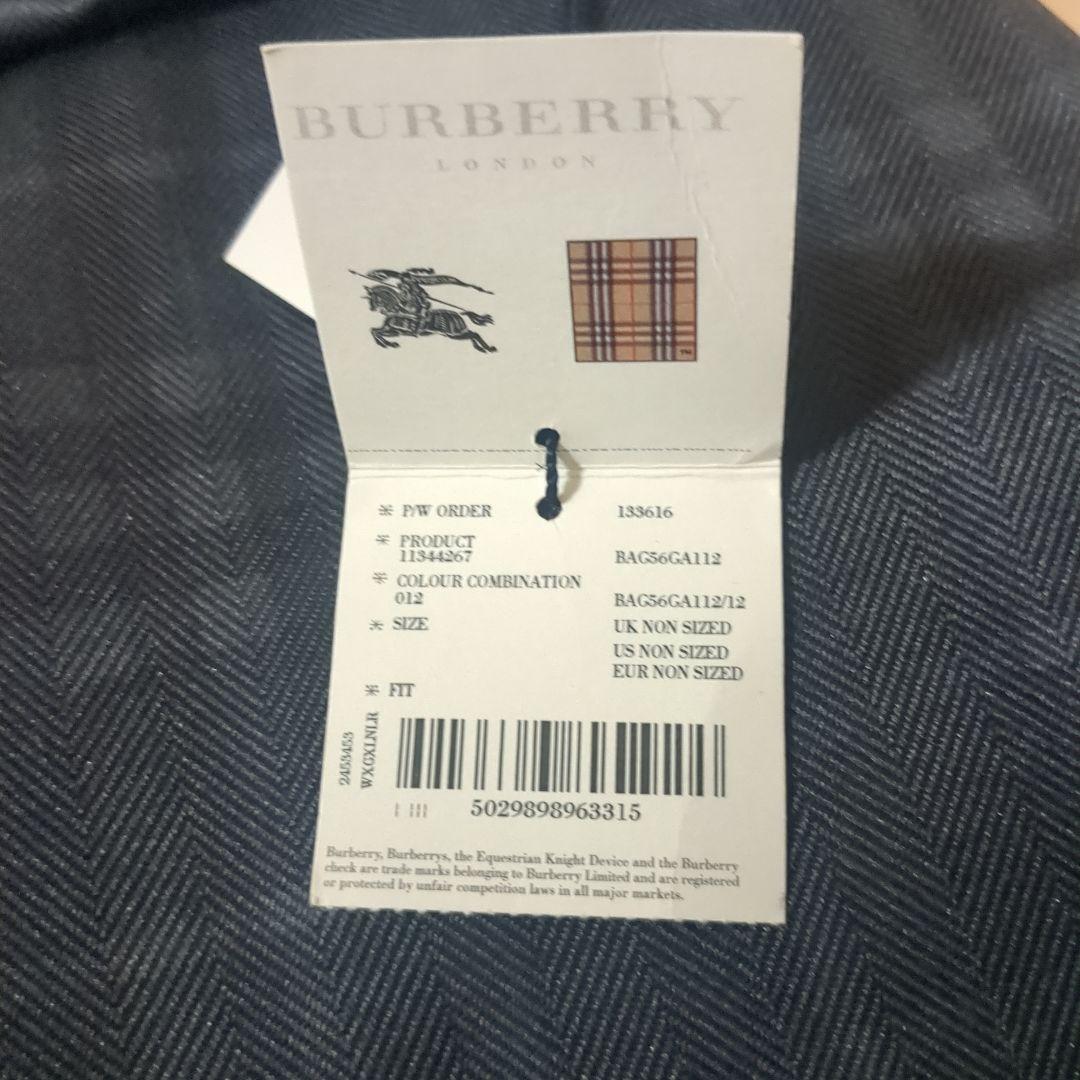 BURBERRY
LONDON
TM
* P/W ORDER 133616
* PRODUCT
11344267 BAG56GA112
* COLOUR COMBINATION
012 BAG56GA112/12
* SIZE UK NON SIZED
US NON SIZED
EUR NON SIZED
* FIT
2453453
WXGXLNLR
5029898963315
Burberry, Burberrys, the Equestrian Knight Device and the Burberry
check are trade marks belonging to Burberry Limited and are registered
or protected by unfair competition laws in all major markets.